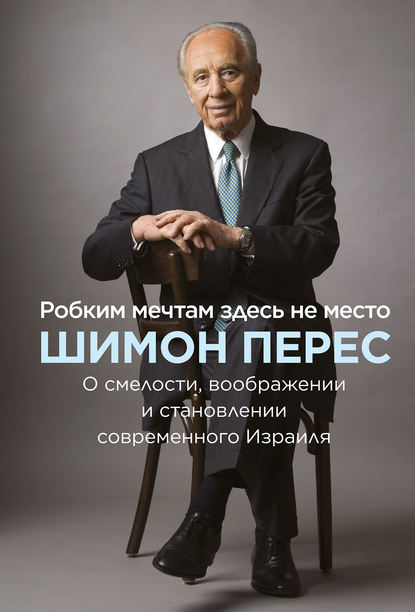 Робким мечтам здесь не место
ШИМОН ПЕРЕС
О смелости, воображении
и становлении
современного Израиля